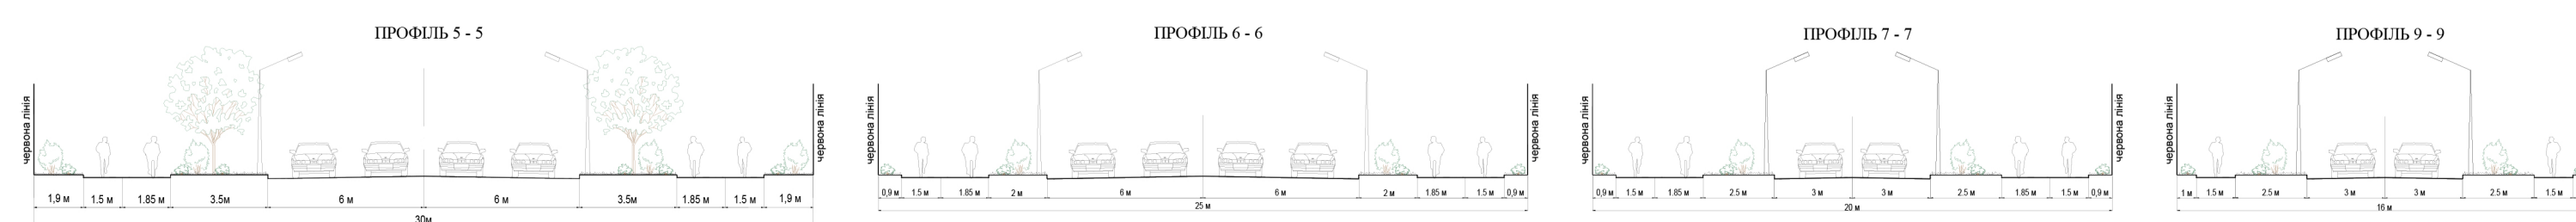 ПРОФІЛЬ 5 - 5
червона лінія
червона лінія
1,9 м 1.5 м 1.85 м 3.5м 6 м 6 м 3.5м 1.85 м 1.5 м 1,9 м
30м
ПРОФІЛЬ 6 - 6
червона лінія
червона лінія
0,9 м 1.5 м 1.85 м 2 м 6 м 6 м 2 м 1.85 м 1.5 м 0,9 м
25 м
ПРОФІЛЬ 7 - 7
червона лінія
червона лінія
0,9 м 1.5 м 1.85 м 2.5 м 3 м 3 м 2.5 м 1.85 м 1.5 м 0,9 м
20 м
ПРОФІЛЬ 9 - 9
червона лінія
1 м 1.5 м 2.5 м 3 м 3 м 2.5 м 1.5 м
16 м